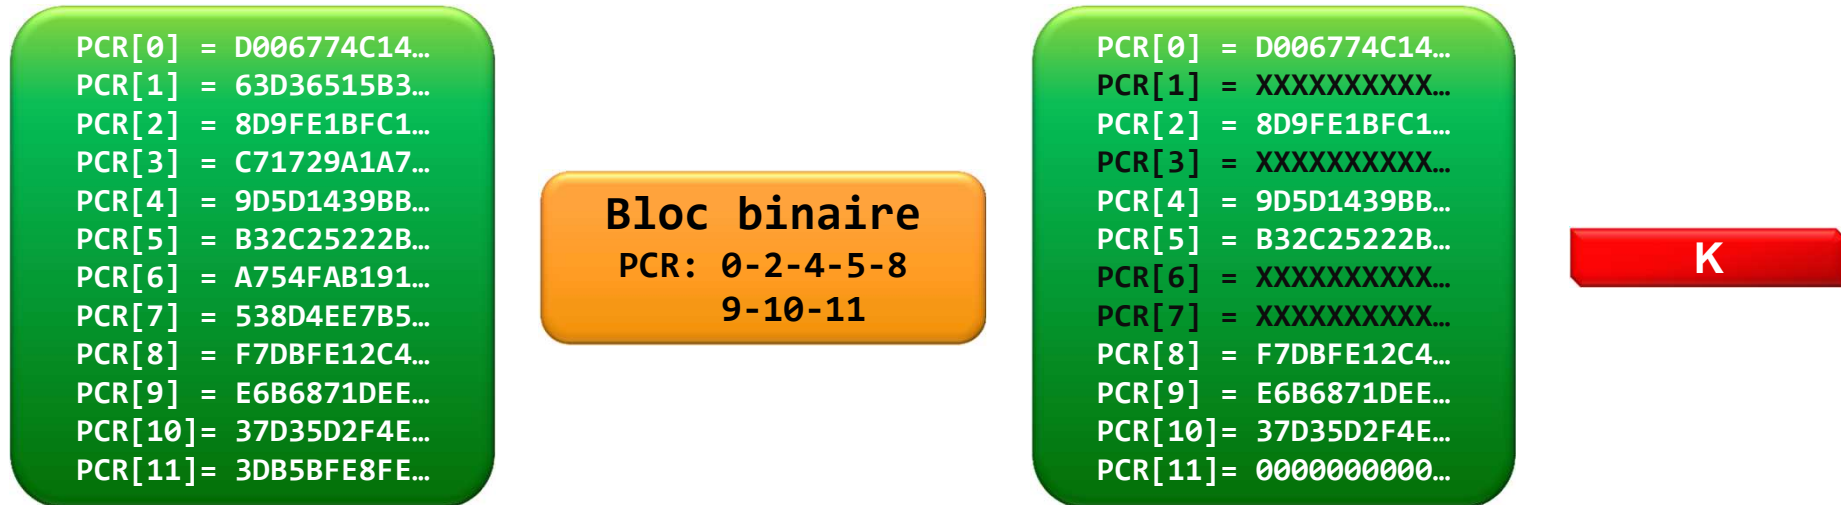 PCR[0] = D006774C14…
PCR[1] = 63D36515B3…
PCR[2] = 8D9FE1BFC1…
PCR[3] = C71729A1A7…
PCR[4] = 9D5D1439BB…
PCR[5] = B32C25222B…
PCR[6] = A754FAB191…
PCR[7] = 538D4EE7B5…
PCR[8] = F7DBFE12C4…
PCR[9] = E6B6871DEE…
PCR[10]= 37D35D2F4E…
PCR[11]= 3DB5BFE8FE…
Bloc binaire
PCR: 0-2-4-5-8
9-10-11
PCR[0] = D006774C14…
PCR[1] = XXXXXXXXXX…
PCR[2] = 8D9FE1BFC1…
PCR[3] = XXXXXXXXXX…
PCR[4] = 9D5D1439BB…
PCR[5] = B32C25222B…
PCR[6] = XXXXXXXXXX…
PCR[7] = XXXXXXXXXX…
PCR[8] = F7DBFE12C4…
PCR[9] = E6B6871DEE…
PCR[10]= 37D35D2F4E…
PCR[11]= 0000000000…
K